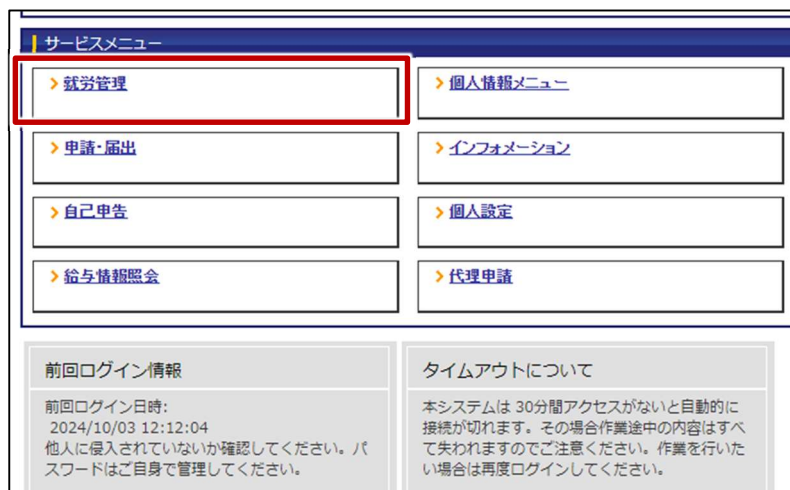 サービスメニュー
就労管理
個人情報メニュー
申請・届出
インフォメーション
自己申告
個人設定
給与情報照会
代理申請
前回ログイン情報
前回ログイン日時:
2024/10/03 12:12:04
他人に侵入されていないか確認してください。パ
スワードはご自身で管理してください。
タイムアウトについて
本システムは 30分間アクセスがないと自動的に
接続が切れます。その場合作業途中の内容はすべ
て失われますのでご注意ください。作業を行いた
い場合は再度ログインしてください。